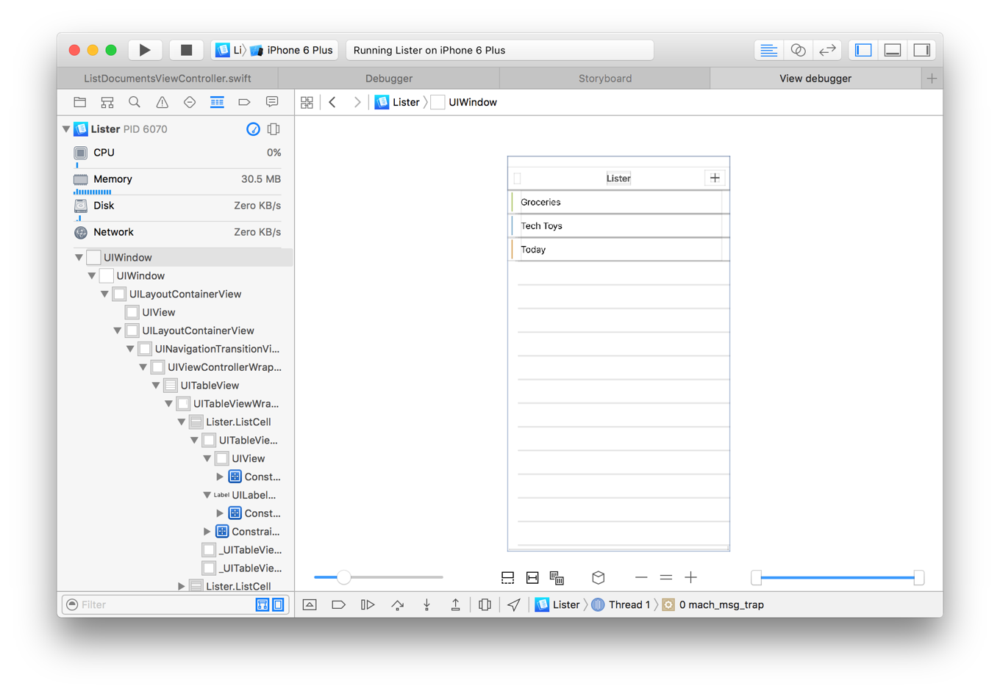 Li iPhone 6 Plus Running Lister on iPhone 6 Plus
ListDocumentsViewController.swift Debugger Storyboard View debugger
Lister UIWindow
Lister PID 6070
CPU 0%
Memory 30.5 MB
Disk Zero KB/s
Network Zero KB/s
UIWindow
UIWindow
UILayoutContainerView
UIView
UILayoutContainerView
UINavigationTransitionVi...
UIViewControllerWrap...
UITableView
UITableViewWra...
Lister.ListCell
UITableVie...
UIView
Const...
Label UILabel...
Const...
Constrai...
_UITableVie...
_UITableVie...
Lister.ListCell
Filter
Lister
Groceries
Tech Toys
Today
Lister Thread 1 0 mach_msg_trap